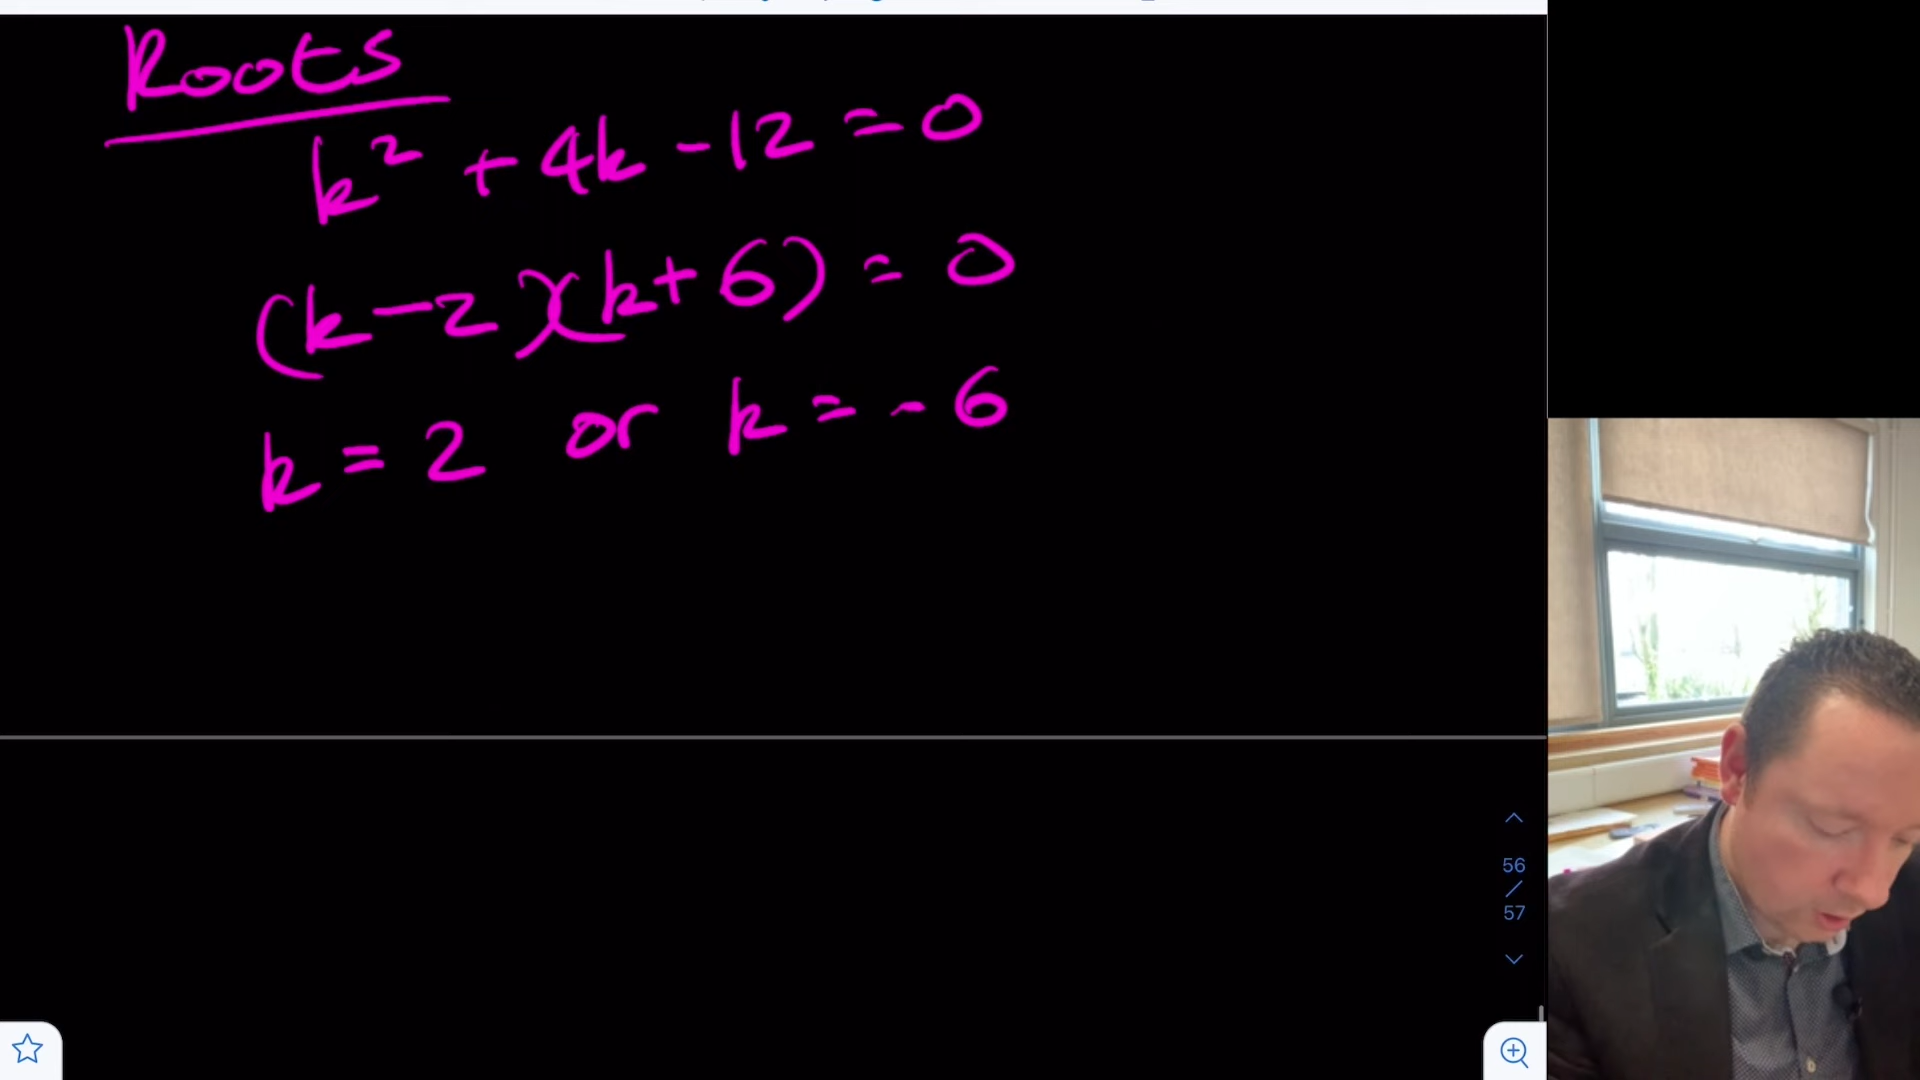 Roots
k² + 4k - 12 = 0
(k - 2)(k + 6) = 0
k = 2 or k = - 6
56
/
57